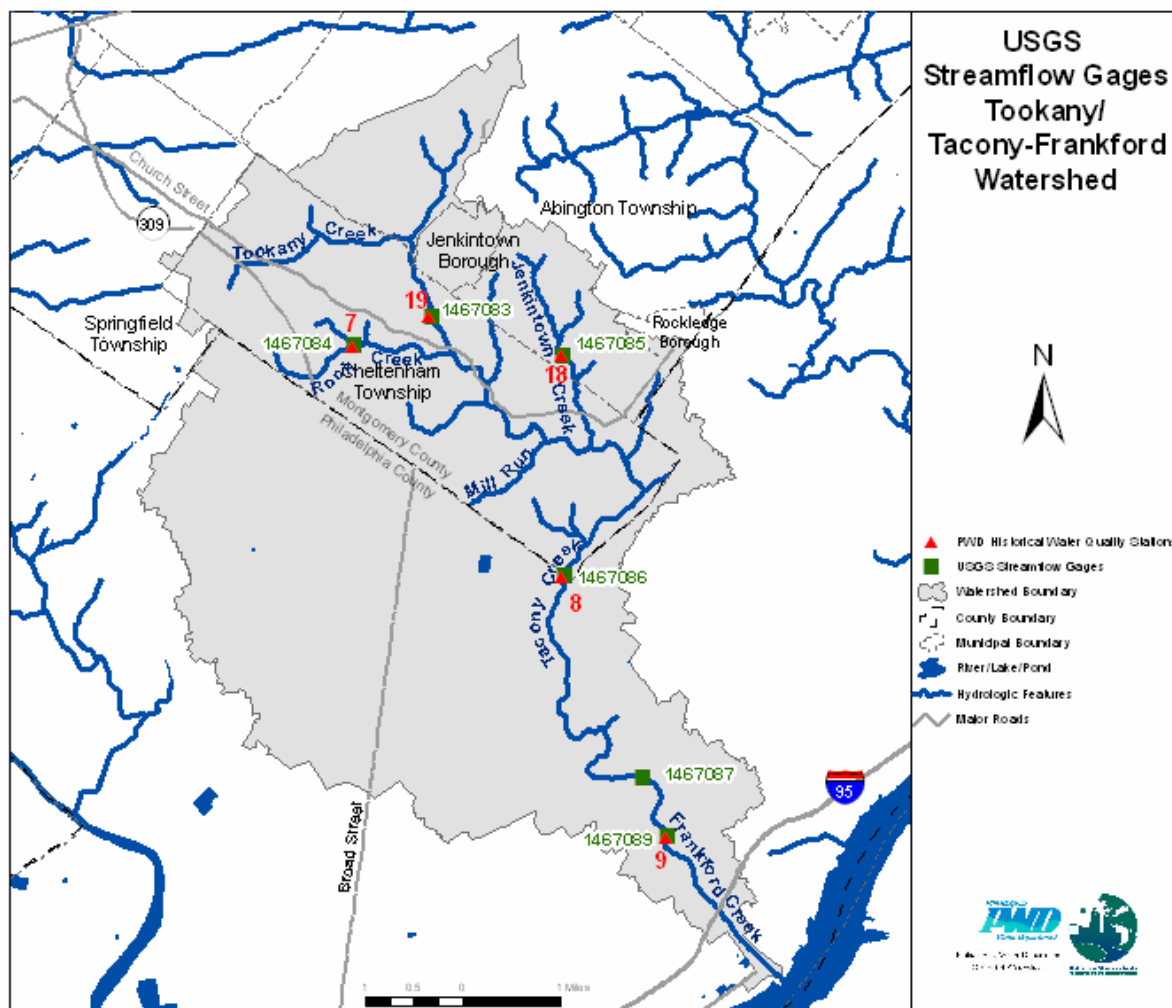 USGS
Streamflow Gages
Tookany/
Tacony-Frankford
Watershed
Church Street
309
Abington Township
Tookany Creek
Jenkintown
Borough
Jenkintown Creek
19
1467083
Springfield
Township
7
1467084
Rock Creek
Cheltenham
Township
1467085
18
Rockledge
Borough
Montgomery County
Philadelphia County
Mill Run
N
1467086
8
Tacony Creek
PWD Historical Water Quality Stations
USGS Streamflow Gages
Watershed Boundary
County Boundary
Municipal Boundary
River/Lake/Pond
Hydrologic Features
Major Roads
1467087
95
1467089
9
Frankford Creek
Broad Street
PWD
1 0.5 0 1 Miles